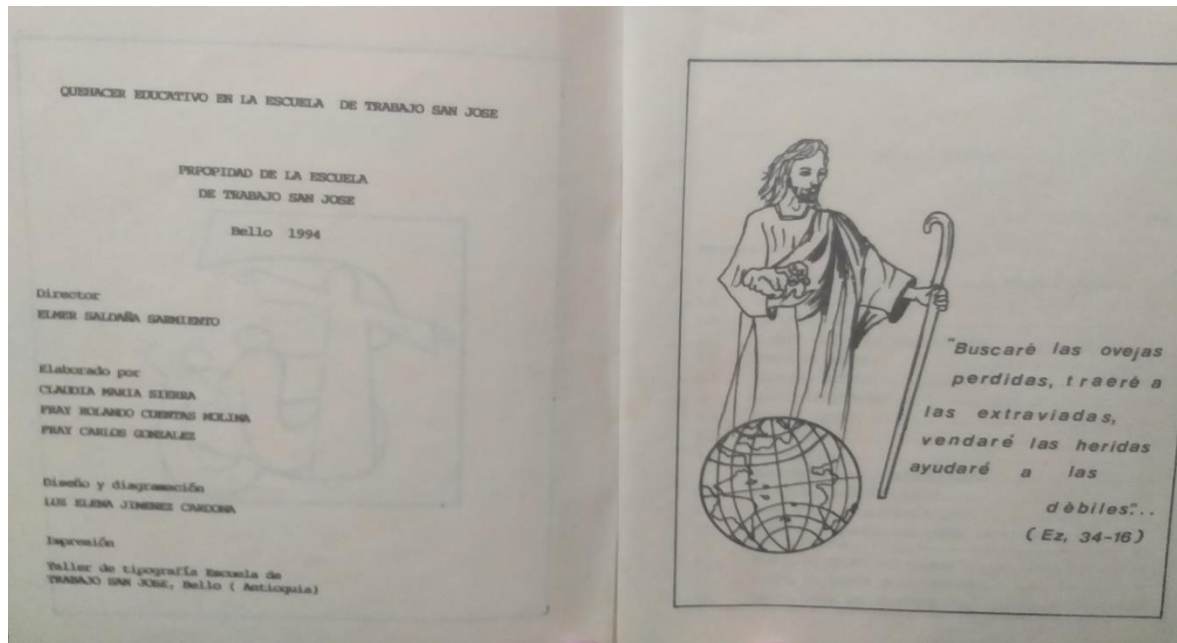 QUEHACER EDUCATIVO EN LA ESCUELA DE TRABAJO SAN JOSE
PRPOPIDAD DE LA ESCUELA
DE TRABAJO SAN JOSE
Bello 1994
Director
ELMER SALDAÑA SARMIENTO
Elaborado por
CLAUDIA MARIA SIERRA
FRAY ROLANDO CUENTAS MOLINA
FRAY CARLOS GONZALEZ
Diseño y diagramación
LUZ ELENA JIMENEZ CARDONA
Impresión
Taller de tipografía Escuela de
TRABAJO SAN JOSE, Bello ( Antioquia)
"Buscarè las ovejas
perdidas, traeré a
las extraviadas,
vendaré las heridas
ayudaré a las
dèbiles"...
( Ez, 34-16)